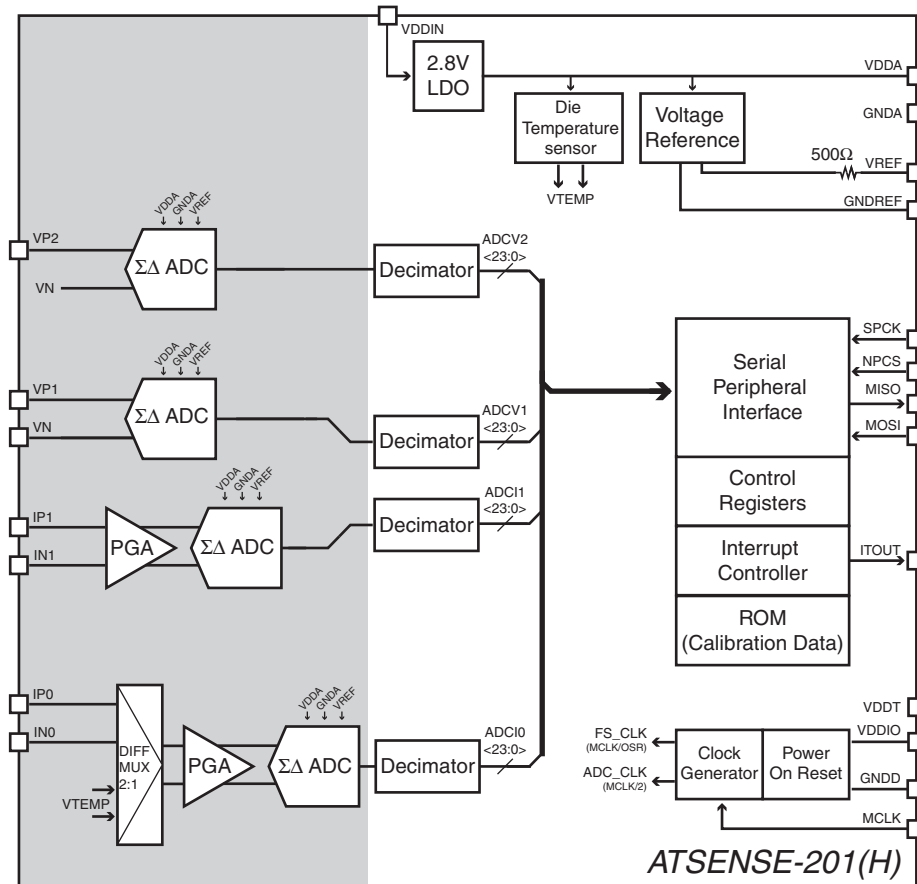 VDDIN
2.8V
LDO
VDDA
GNDA
Die
Temperature
sensor
Voltage
Reference
500Ω
VREF
VTEMP
GNDREF
VDDA
GNDA
VREF
VP2
VN
ΣΔ ADC
Decimator
ADCV2
<23:0>
VDDA
GNDA
VREF
VP1
VN
ΣΔ ADC
Decimator
ADCV1
<23:0>
VDDA
GNDA
VREF
IP1
IN1
PGA
ΣΔ ADC
Decimator
ADCI1
<23:0>
Serial
Peripheral
Interface
SPCK
NPCS
MISO
MOSI
Control
Registers
Interrupt
Controller
ITOUT
ROM
(Calibration Data)
VDDA
GNDA
VREF
IP0
IN0
DIFF
MUX
2:1
VTEMP
PGA
ΣΔ ADC
Decimator
ADCI0
<23:0>
VDDT
FS_CLK
(MCLK/OSR)
ADC_CLK
(MCLK/2)
Clock
Generator
Power
On Reset
VDDIO
GNDD
MCLK
ATSENSE-201(H)